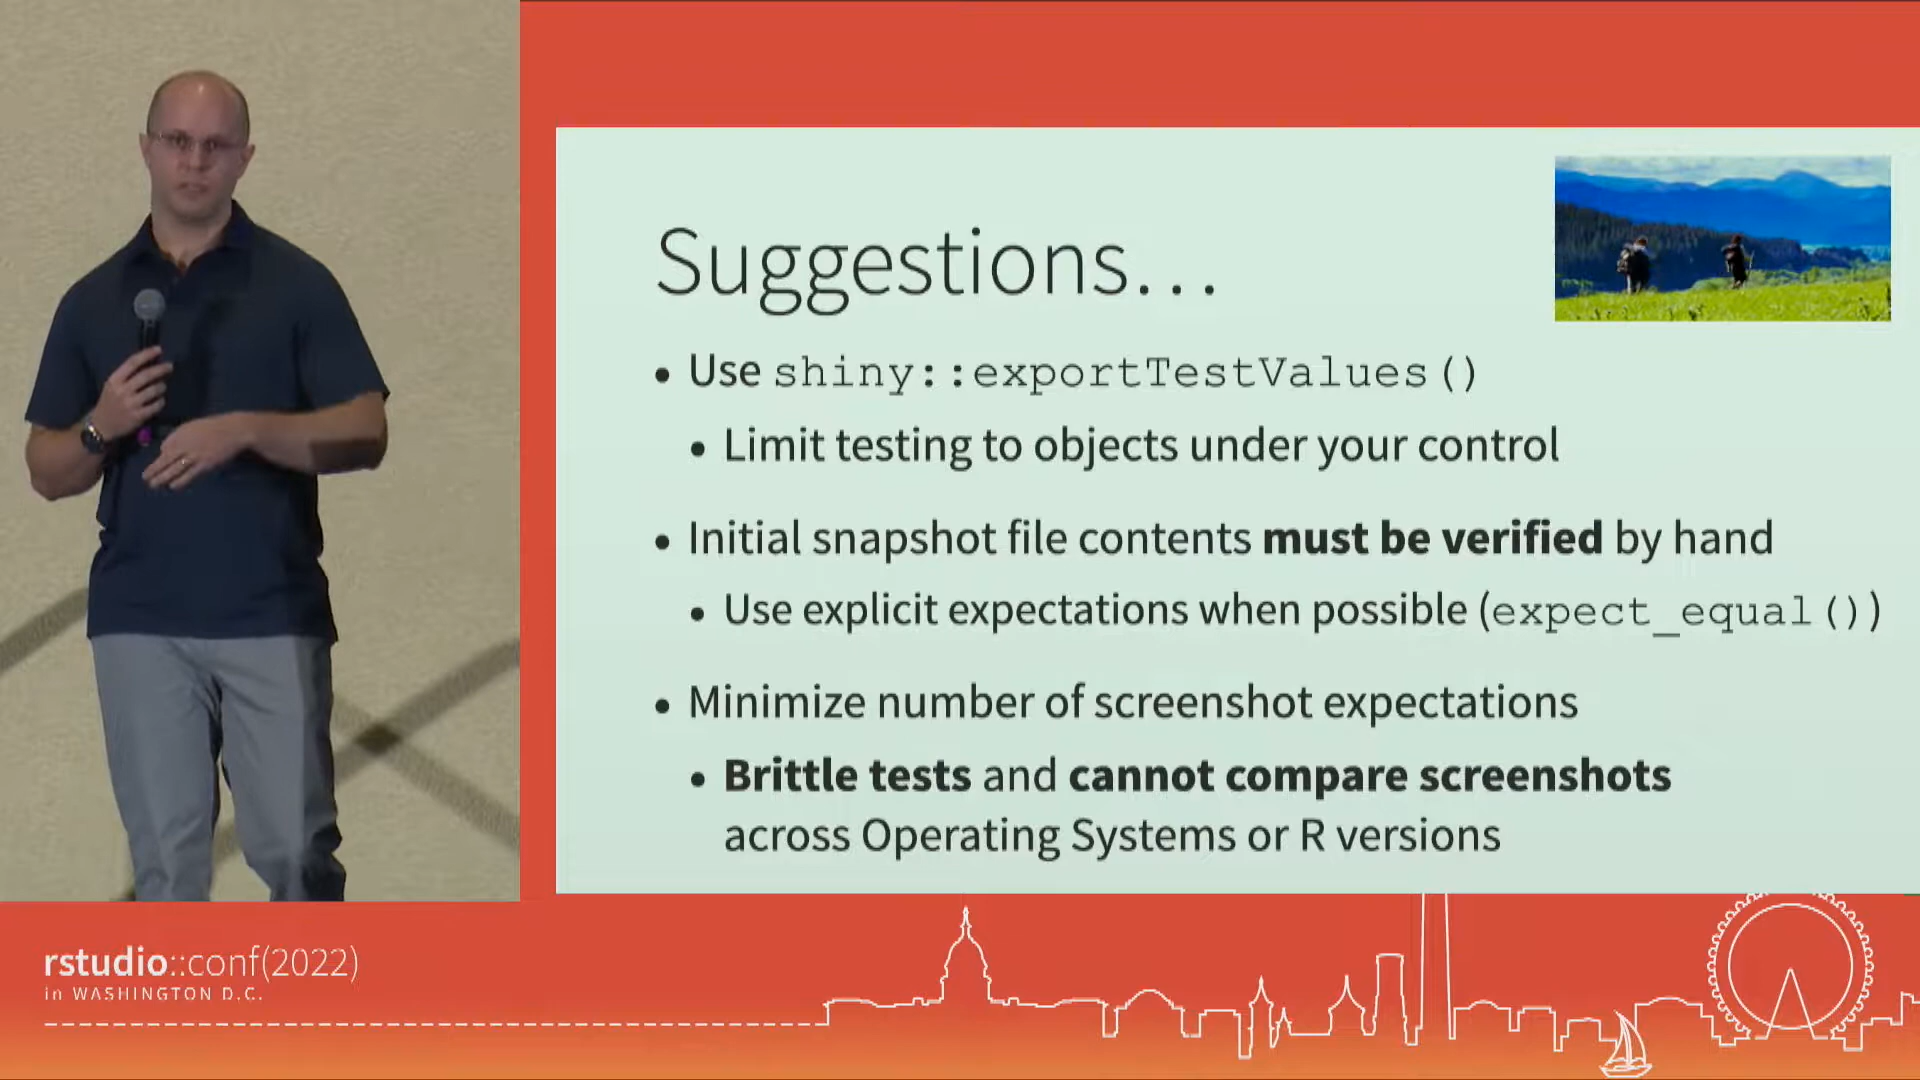 Suggestions...
• Use shiny::exportTestValues()
• Limit testing to objects under your control
• Initial snapshot file contents must be verified by hand
• Use explicit expectations when possible (expect_equal())
• Minimize number of screenshot expectations
• Brittle tests and cannot compare screenshots
across Operating Systems or R versions
rstudio::conf(2022)
in WASHINGTON D.C.